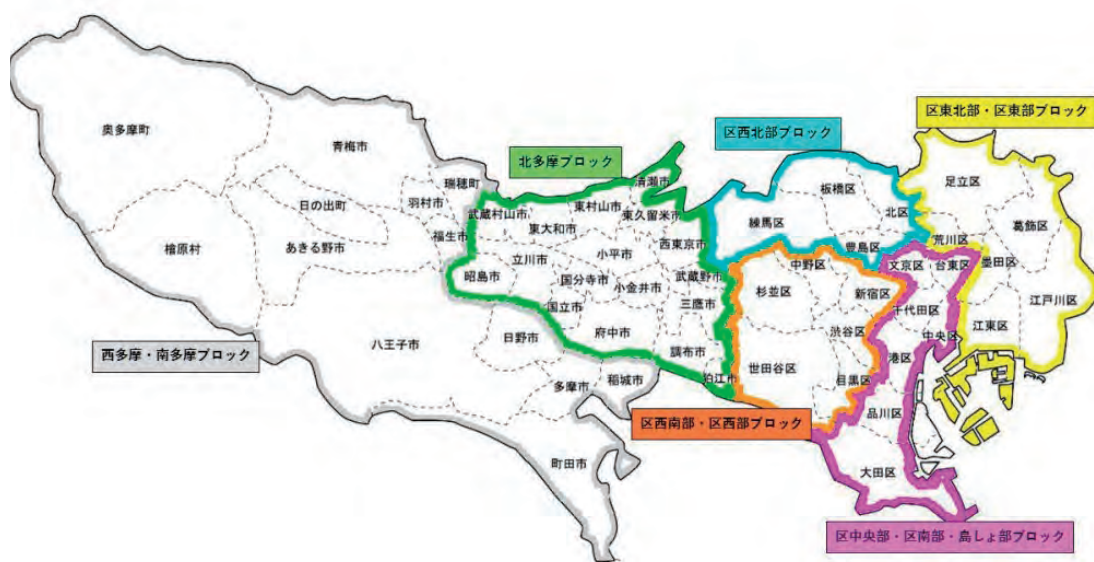 区東北部・区東部ブロック
区西北部ブロック
奥多摩町
青梅市
北多摩ブロック
足立区
瑞穂町
清瀬市
板橋区
羽村市
日の出町
武蔵村山市
東村山市
東久留米市
練馬区
北区
葛飾区
福生市
東大和市
あきる野市
檜原村
西東京市
豊島区
荒川区
小平市
立川市
中野区
文京区
台東区
墨田区
昭島市
国分寺市
武蔵野市
小金井市
杉並区
新宿区
江戸川区
国立市
三鷹市
千代田区
府中市
渋谷区
中央区
江東区
八王子市
日野市
西多摩・南多摩ブロック
調布市
世田谷区
港区
狛江市
目黒区
多摩市
稲城市
品川区
区西南部・区西部ブロック
町田市
大田区
区中央部・区南部・島しょ部ブロック